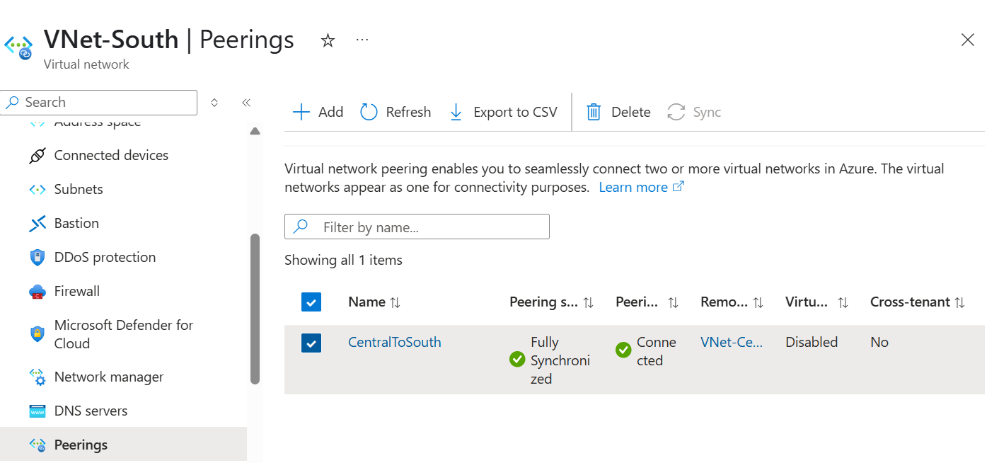 VNet-South | Peerings
Virtual network
Search
Address space
Connected devices
Subnets
Bastion
DDoS protection
Firewall
Microsoft Defender for
Cloud
Network manager
DNS servers
Peerings
Add Refresh Export to CSV Delete Sync
Virtual network peering enables you to seamlessly connect two or more virtual networks in Azure. The virtual
networks appear as one for connectivity purposes. Learn more
Filter by name...
Showing all 1 items
Name Peering s... Peeri... Remo... Virtu... Cross-tenant
CentralToSouth Fully Conne VNet-Ce... Disabled No
Synchroni cted
zed